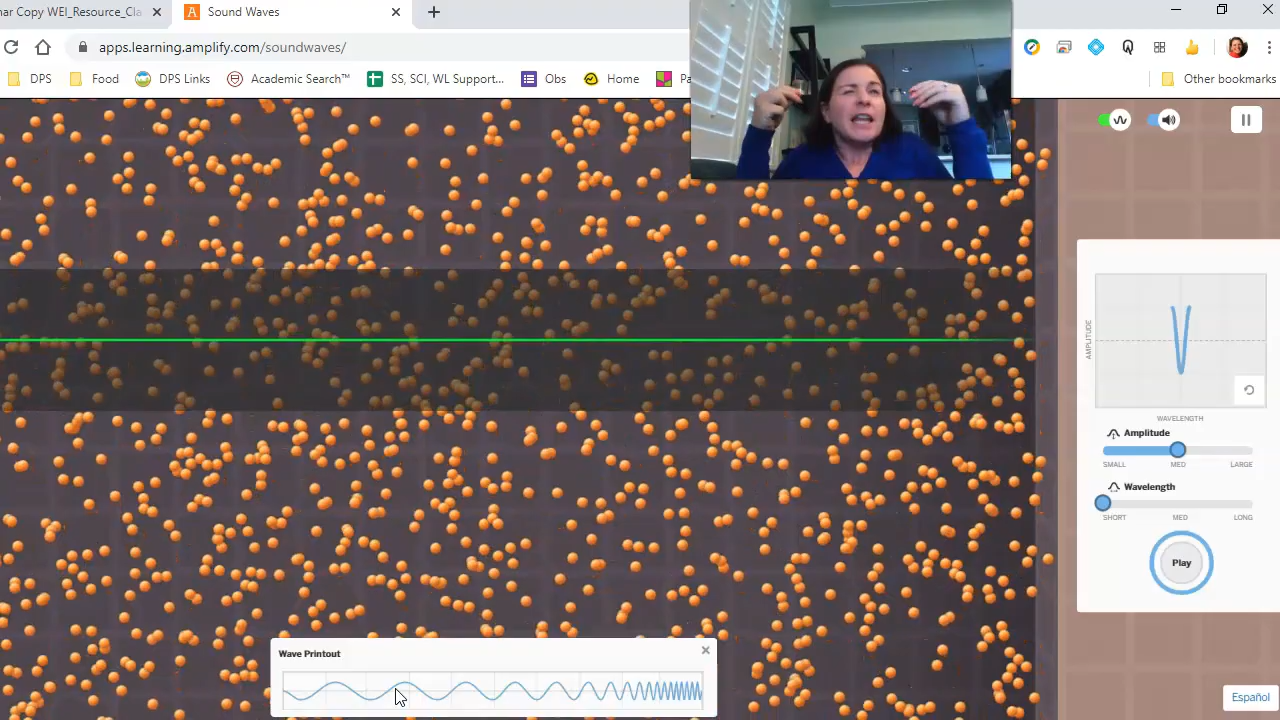 nar Copy WEI_Resource_Cla
Sound Waves
apps.learning.amplify.com/soundwaves/
DPS
Food
DPS Links
Academic Search™
SS, SCI, WL Support...
Obs
Home
Other bookmarks
AMPLITUDE
WAVELENGTH
Amplitude
SMALL MED LARGE
Wavelength
SHORT MED LONG
Play
Wave Printout
Español